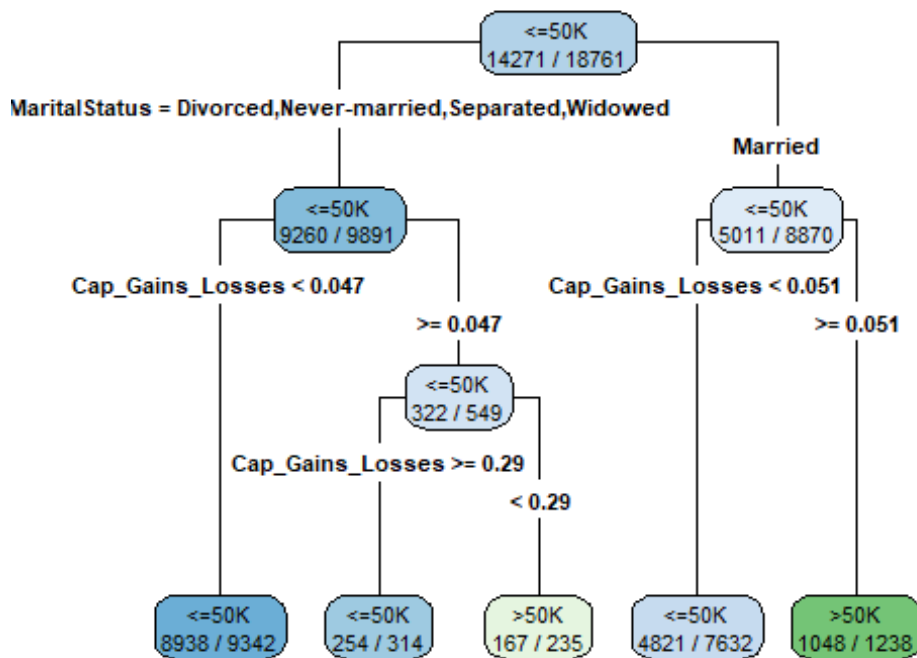 <=50K
14271 / 18761
MaritalStatus = Divorced,Never-married,Separated,Widowed
Married
<=50K
9260 / 9891
<=50K
5011 / 8870
Cap_Gains_Losses < 0.047
>= 0.047
Cap_Gains_Losses < 0.051
>= 0.051
<=50K
322 / 549
Cap_Gains_Losses >= 0.29
< 0.29
<=50K
8938 / 9342
<=50K
254 / 314
>50K
167 / 235
<=50K
4821 / 7632
>50K
1048 / 1238